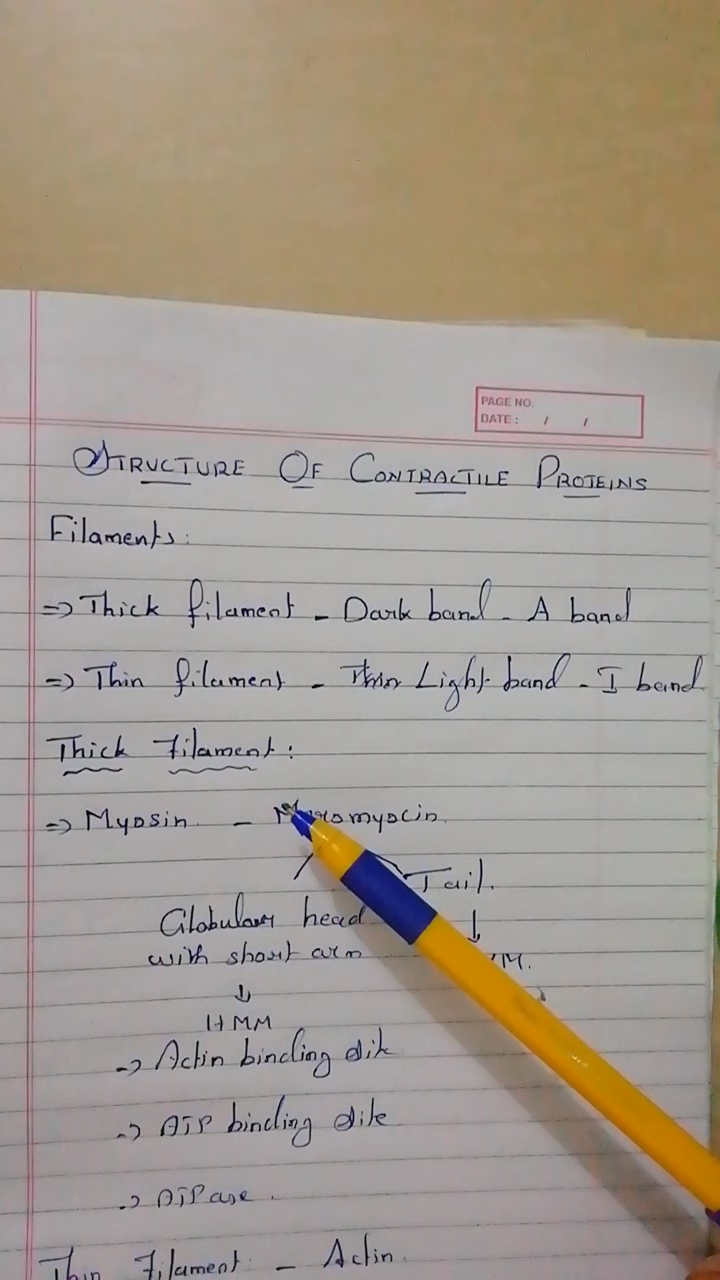 PAGE NO.
DATE : / /
STRUCTURE OF CONTRACTILE PROTEINS
Filaments:
=> Thick filament - Dark band - A band
=> Thin filament - Light band - I band
Thick Filament:
=> Myosin -
Tail.
Globular head
with short arm
↓ ↓
HMM
-> Actin binding site
-> ATP binding site
-> ATPase.
Thin Filament - Actin